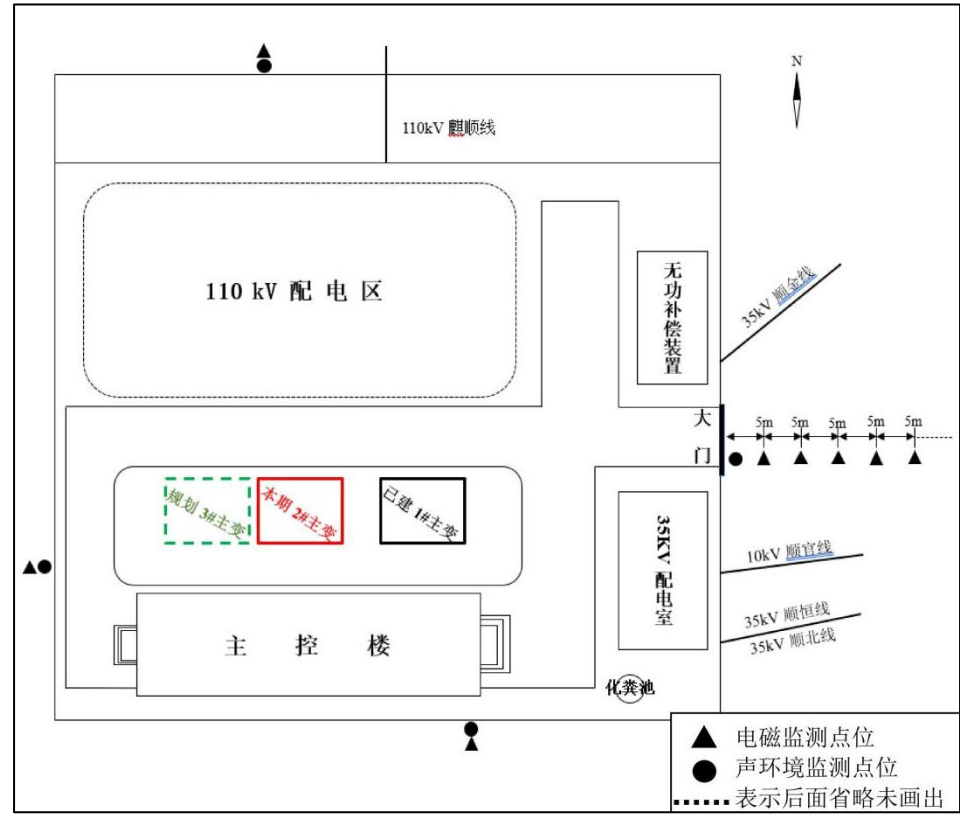 N
110kV 麒顺线
110 kV 配 电 区
无功补偿装置
35kV 顺金线
大门
5m
5m
5m
5m
5m
规划 3#主变
本期 2#主变
已建 1#主变
35KV 配电室
10kV 顺官线
35kV 顺恒线
35kV 顺北线
主 控 楼
化粪池
电磁监测点位
声环境监测点位
表示后面省略未画出